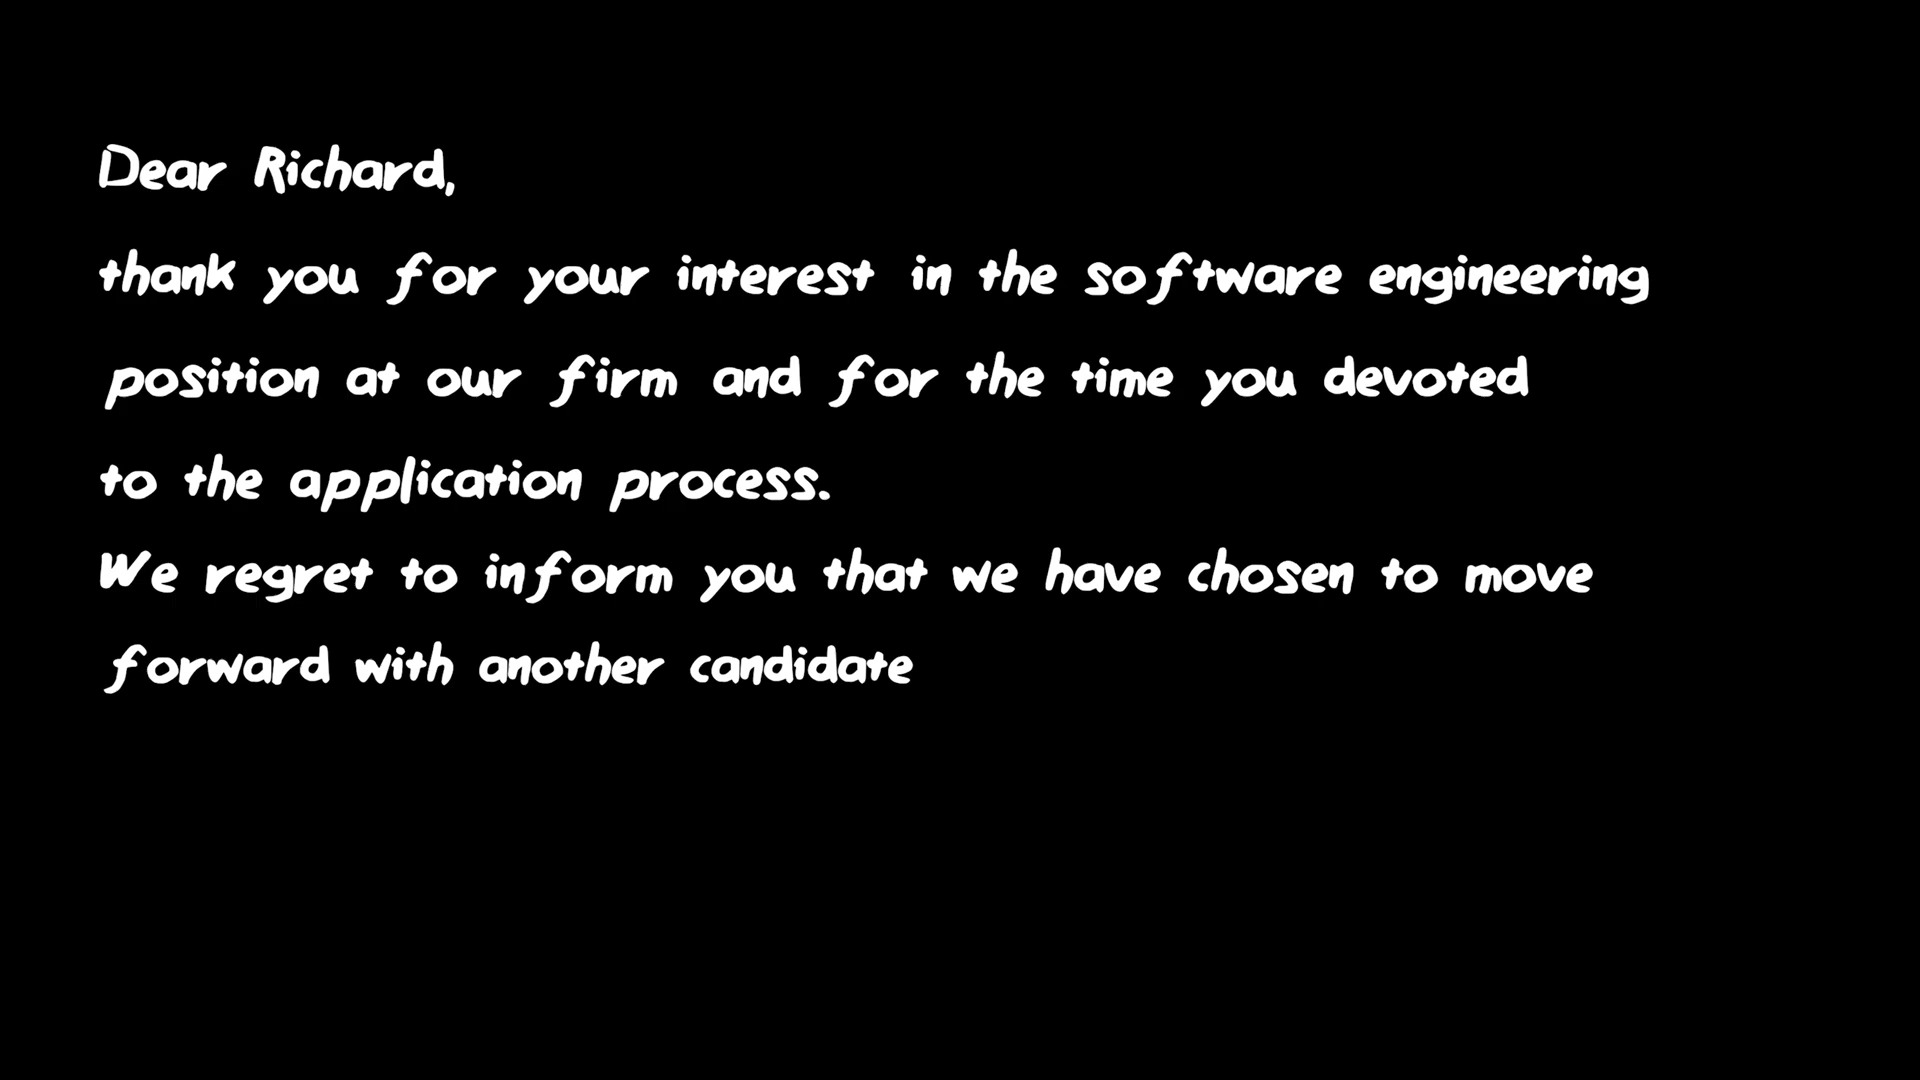 Dear Richard,
thank you for your interest in the software engineering
position at our firm and for the time you devoted
to the application process.
We regret to inform you that we have chosen to move
forward with another candidate